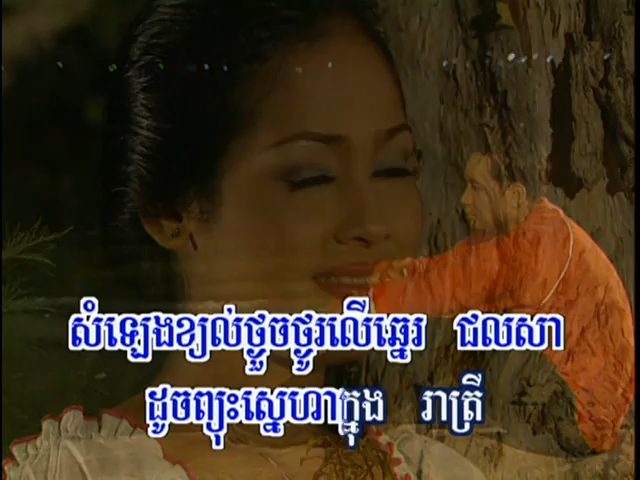 សំឡេងខ្យល់ថ្ងួចថ្ងូរលើឆ្នេរ ជលសា
ដូចព្យុះស្នេហាក្នុង រាត្រី